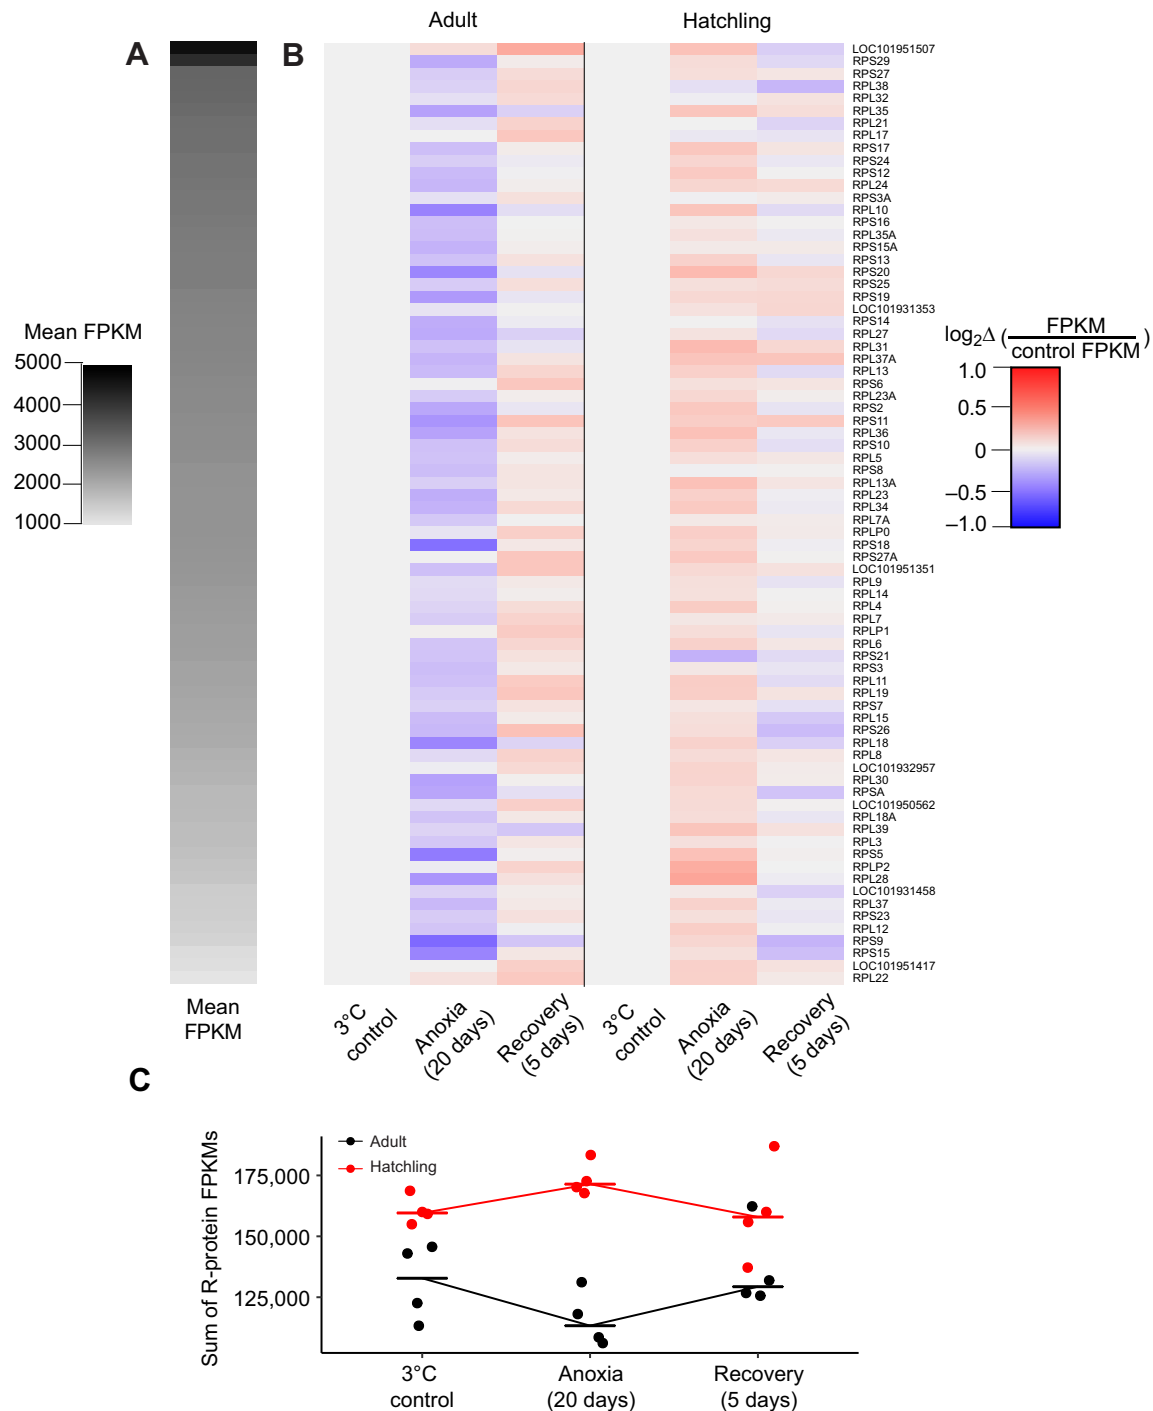 Adult
Hatchling
A
B
LOC101951507
RPS29
RPS27
RPL38
RPL32
RPL35
RPL21
RPL17
RPS17
RPS24
RPS12
RPL24
RPS3A
RPL10
RPS16
RPL35A
RPS15A
RPS13
RPS20
RPS25
RPS19
LOC101931353
RPS14
RPL27
RPL31
RPL37A
RPL13
RPS6
RPL23A
RPS2
RPS11
RPL36
RPS10
RPL5
RPS8
RPL13A
RPL23
RPL34
RPL7A
RPLP0
RPS18
RPS27A
LOC101951351
RPL9
RPL14
RPL4
RPL7
RPLP1
RPL6
RPS21
RPS3
RPL11
RPL19
RPS7
RPL15
RPS26
RPL18
RPL8
LOC101932957
RPL30
RPSA
LOC101950562
RPL18A
RPL39
RPL3
RPS5
RPLP2
RPL28
LOC101931458
RPL37
RPS23
RPL12
RPS9
RPS15
LOC101951417
RPL22
Mean FPKM
5000
4000
3000
2000
1000
log2Δ (FPKM
control FPKM)
1.0
0.5
0
–0.5
–1.0
Mean
FPKM
3°C
control
Anoxia
(20 days)
Recovery
(5 days)
3°C
control
Anoxia
(20 days)
Recovery
(5 days)
C
Sum of R-protein FPKMs
Adult
Hatchling
175,000
150,000
125,000
3°C
control
Anoxia
(20 days)
Recovery
(5 days)